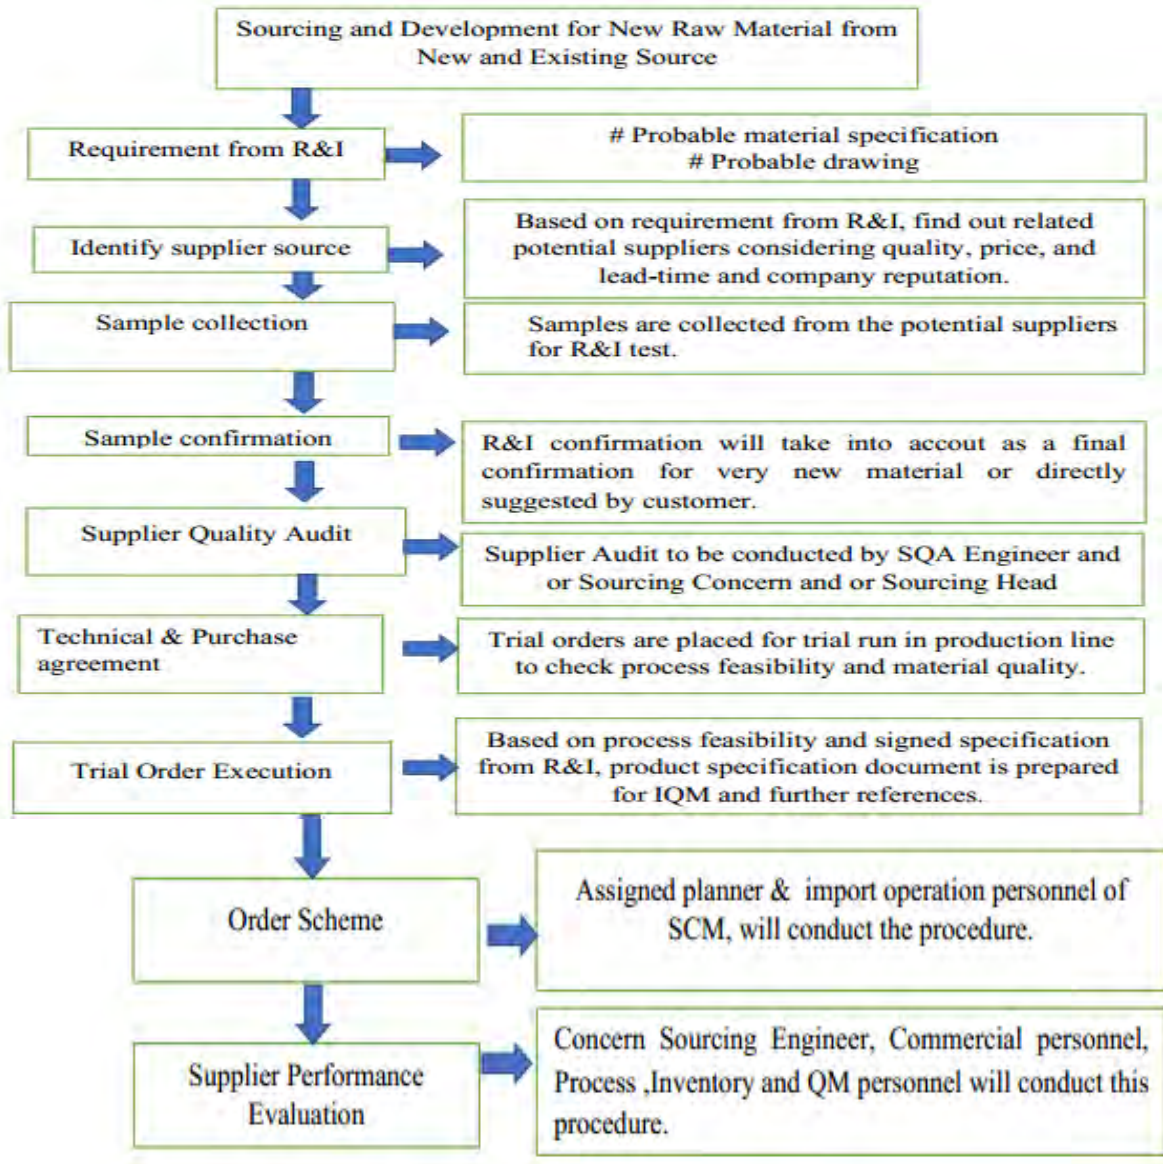 Sourcing and Development for New Raw Material from
New and Existing Source
Requirement from R&I
# Probable material specification
# Probable drawing
Identify supplier source
Based on requirement from R&I, find out related
potential suppliers considering quality, price, and
lead-time and company reputation.
Sample collection
Samples are collected from the potential suppliers
for R&I test.
Sample confirmation
R&I confirmation will take into accout as a final
confirmation for very new material or directly
suggested by customer.
Supplier Quality Audit
Supplier Audit to be conducted by SQA Engineer and
or Sourcing Concern and or Sourcing Head
Technical & Purchase
agreement
Trial orders are placed for trial run in production line
to check process feasibility and material quality.
Trial Order Execution
Based on process feasibility and signed specification
from R&I, product specification document is prepared
for IQM and further references.
Order Scheme
Assigned planner & import operation personnel of
SCM, will conduct the procedure.
Supplier Performance
Evaluation
Concern Sourcing Engineer, Commercial personnel,
Process ,Inventory and QM personnel will conduct this
procedure.